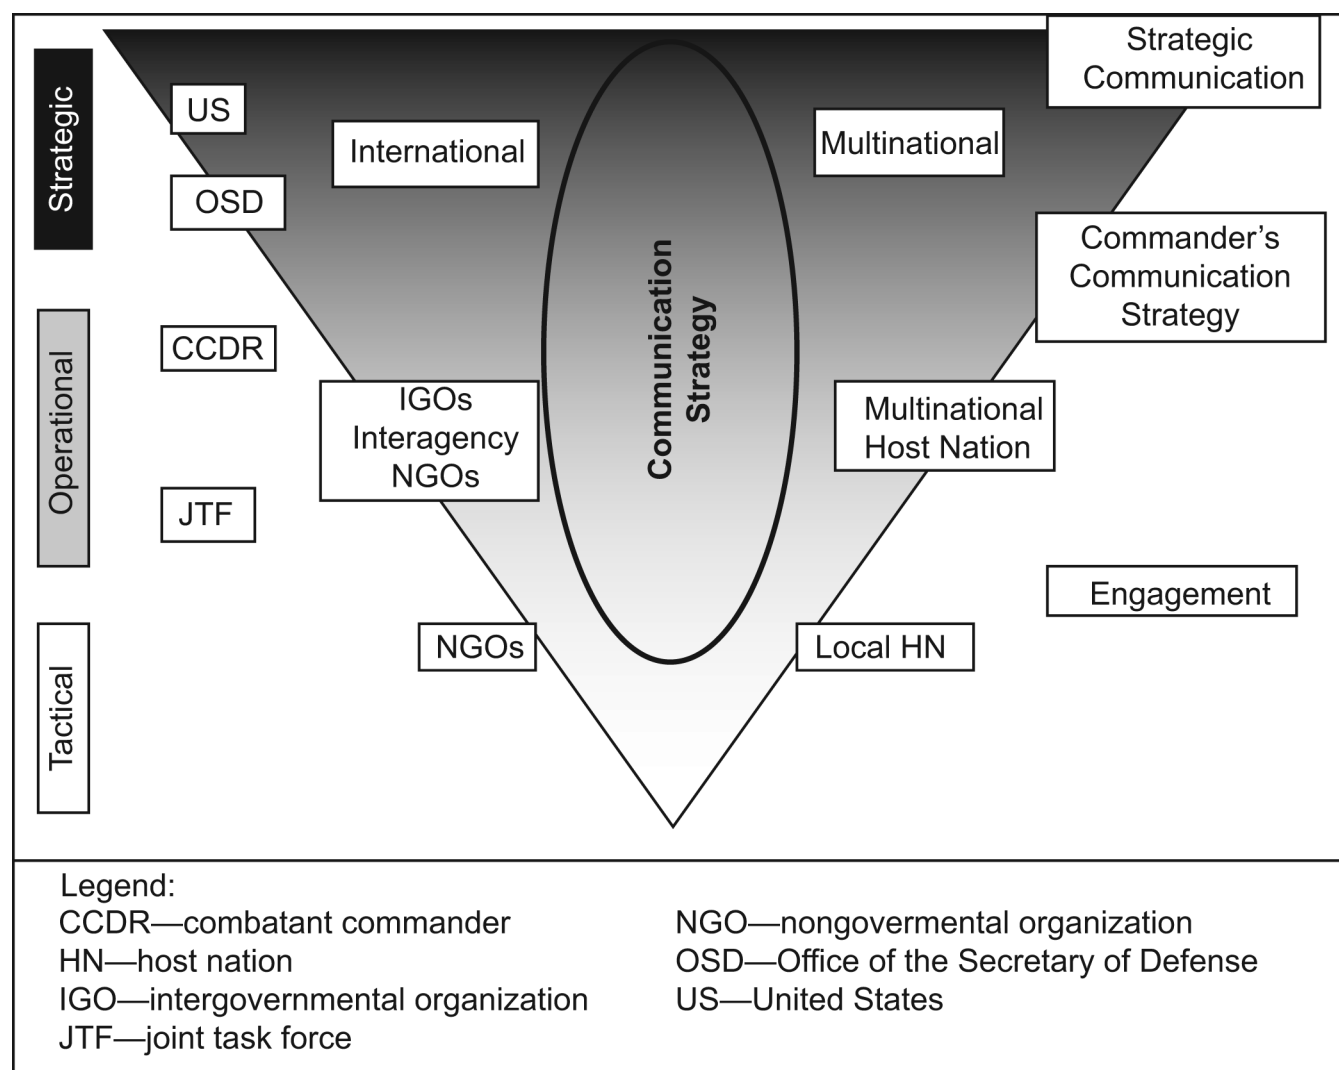 Strategic
US
OSD
International
Multinational
Strategic
Communication
Commander’s
Communication
Strategy
Communication
Strategy
Operational
CCDR
JTF
IGOs
Interagency
NGOs
Multinational
Host Nation
Engagement
Tactical
NGOs
Local HN
Legend:
CCDR—combatant commander
HN—host nation
IGO—intergovernmental organization
JTF—joint task force
NGO—nongovermental organization
OSD—Office of the Secretary of Defense
US—United States